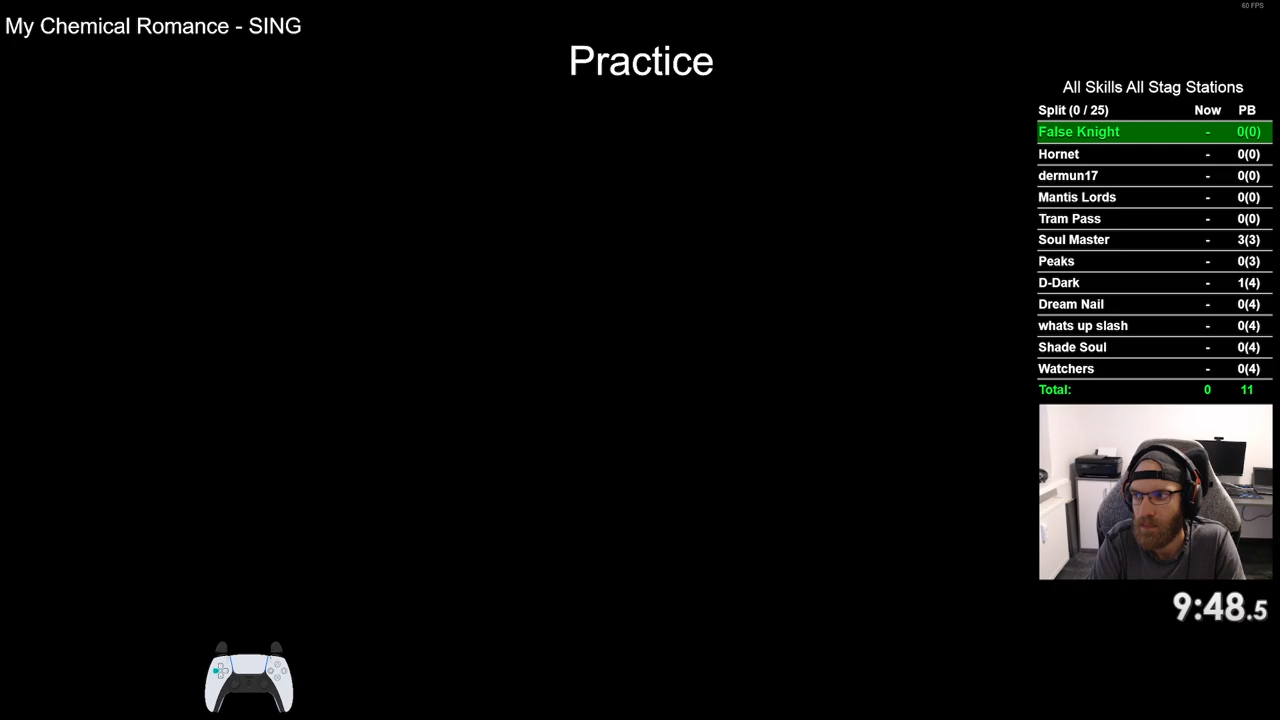 60 FPS
My Chemical Romance - SING
Practice
All Skills All Stag Stations
Split (0 / 25) Now PB
False Knight - 0(0)
Hornet - 0(0)
dermun17 - 0(0)
Mantis Lords - 0(0)
Tram Pass - 0(0)
Soul Master - 3(3)
Peaks - 0(3)
D-Dark - 1(4)
Dream Nail - 0(4)
whats up slash - 0(4)
Shade Soul - 0(4)
Watchers - 0(4)
Total: 0 11
9:48.5